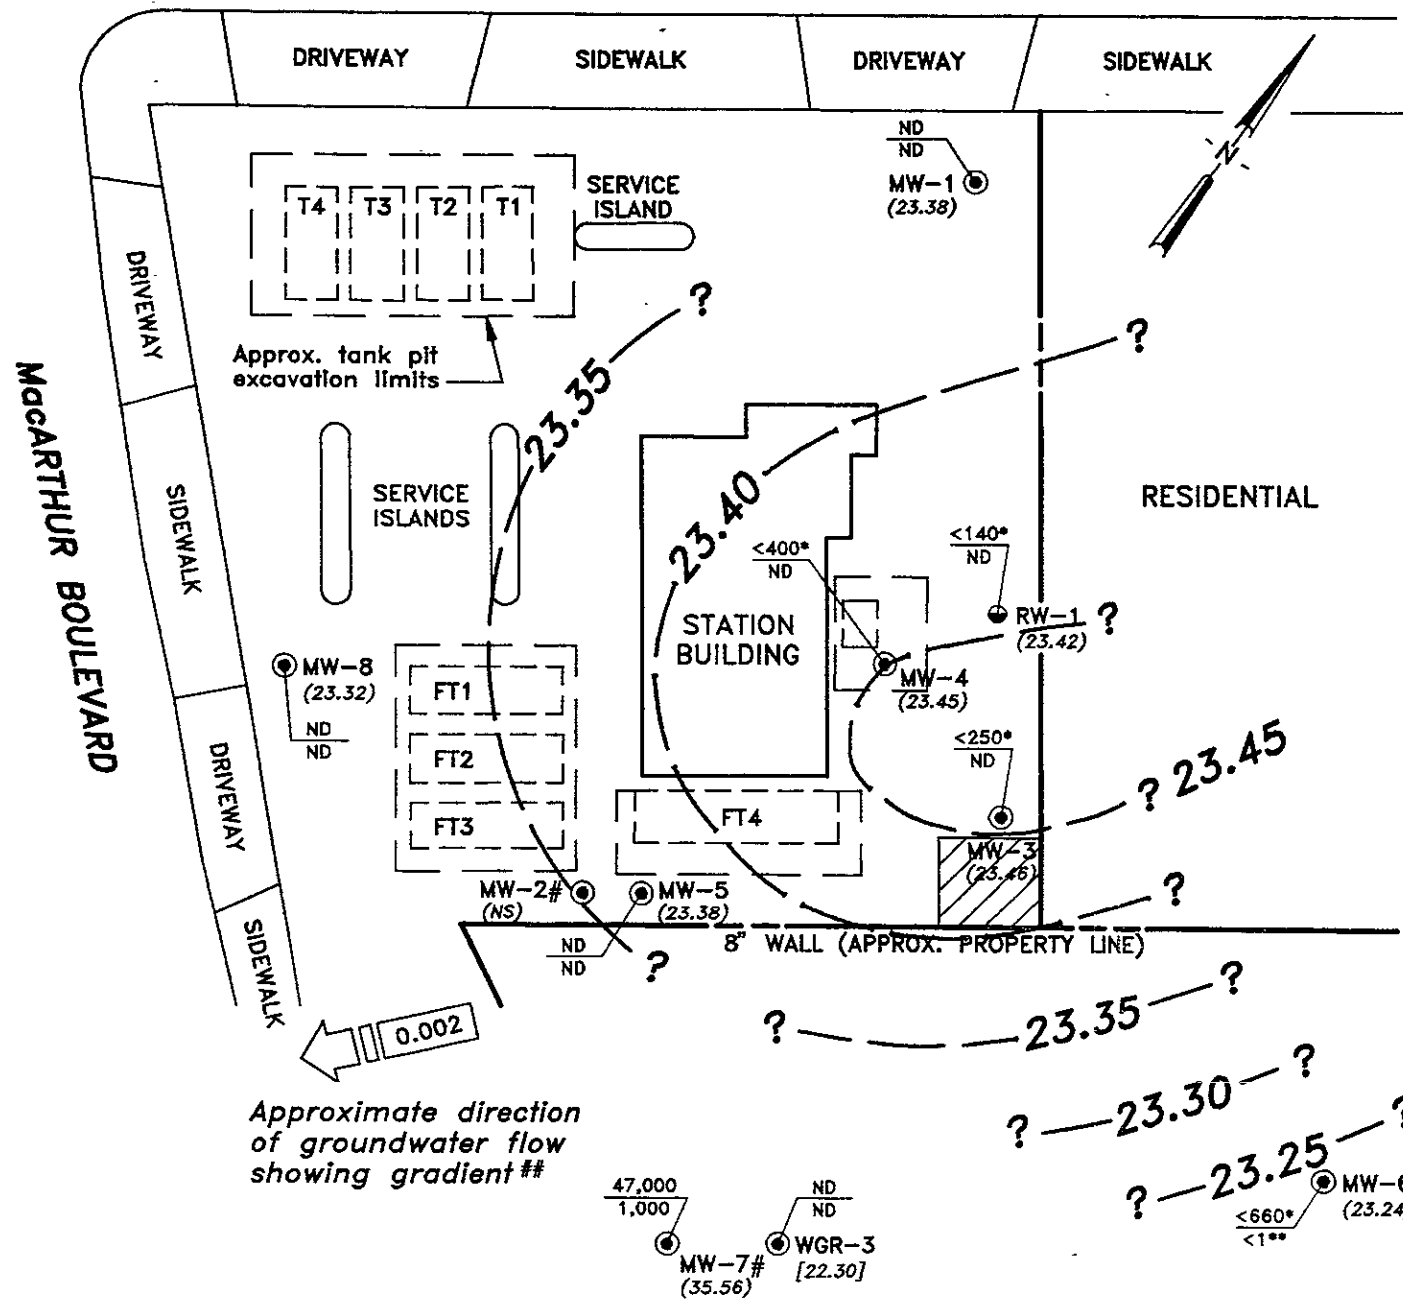 DRIVEWAY
SIDEWALK
DRIVEWAY
SIDEWALK
ND
ND
MW-1
(23.38)
N
T4
T3
T2
T1
SERVICE
ISLAND
DRIVEWAY
?
?
Approx. tank pit
excavation limits
23.35
MacARTHUR BOULEVARD
SIDEWALK
SERVICE
ISLANDS
23.40
RESIDENTIAL
<400*
ND
<140*
ND
STATION
BUILDING
RW-1
(23.42)
?
MW-8
(23.32)
ND
ND
FT1
MW-4
(23.45)
DRIVEWAY
FT2
<250*
ND
? 23.45
FT3
FT4
MW-3
(23.46)
MW-2#
(NS)
MW-5
(23.38)
?
SIDEWALK
ND
ND
8" WALL (APPROX. PROPERTY LINE)
?
0.002
?
23.35
?
Approximate direction
of groundwater flow
showing gradient ##
?
23.30
?
?
23.25
?
47,000
1,000
ND
ND
MW-7#
(35.56)
WGR-3
[22.30]
<660*
<1**
MW-6
(23.24